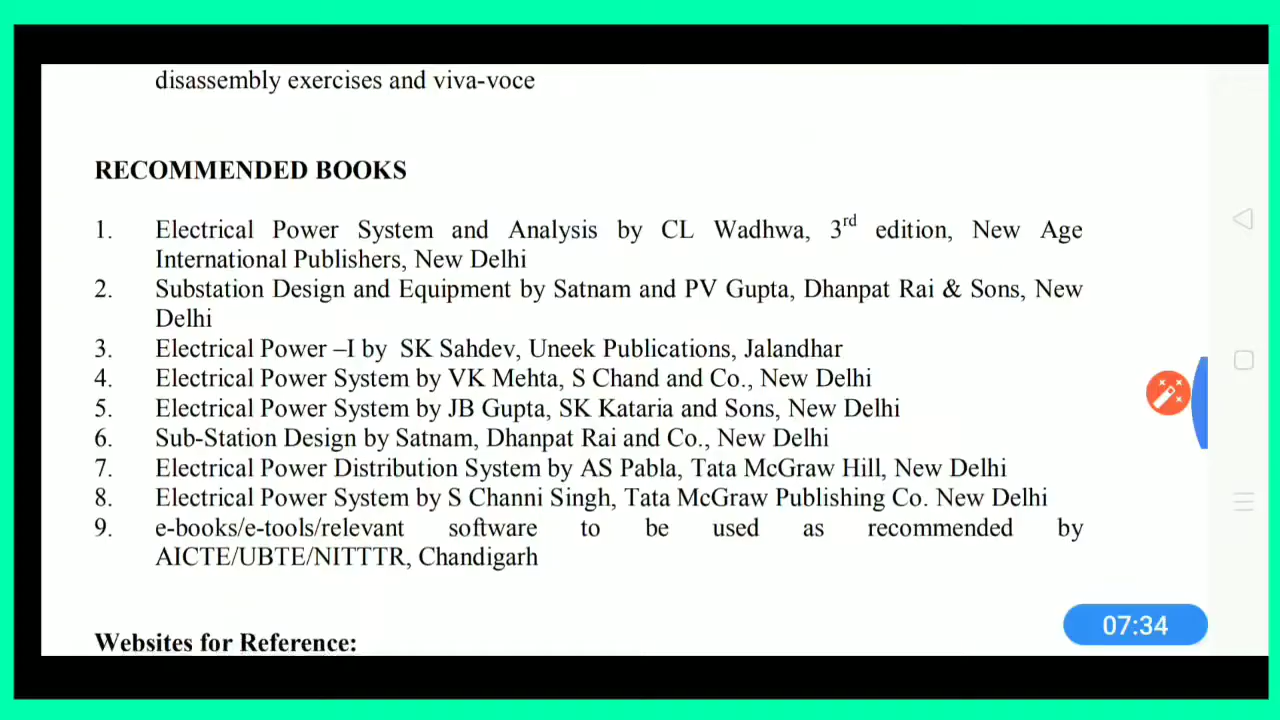 disassembly exercises and viva-voce
RECOMMENDED BOOKS
1. Electrical Power System and Analysis by CL Wadhwa, 3rd edition, New Age
International Publishers, New Delhi
2. Substation Design and Equipment by Satnam and PV Gupta, Dhanpat Rai & Sons, New
Delhi
3. Electrical Power –I by SK Sahdev, Uneek Publications, Jalandhar
4. Electrical Power System by VK Mehta, S Chand and Co., New Delhi
5. Electrical Power System by JB Gupta, SK Kataria and Sons, New Delhi
6. Sub-Station Design by Satnam, Dhanpat Rai and Co., New Delhi
7. Electrical Power Distribution System by AS Pabla, Tata McGraw Hill, New Delhi
8. Electrical Power System by S Channi Singh, Tata McGraw Publishing Co. New Delhi
9. e-books/e-tools/relevant software to be used as recommended by
AICTE/UBTE/NITTTR, Chandigarh
07:34
Websites for Reference: